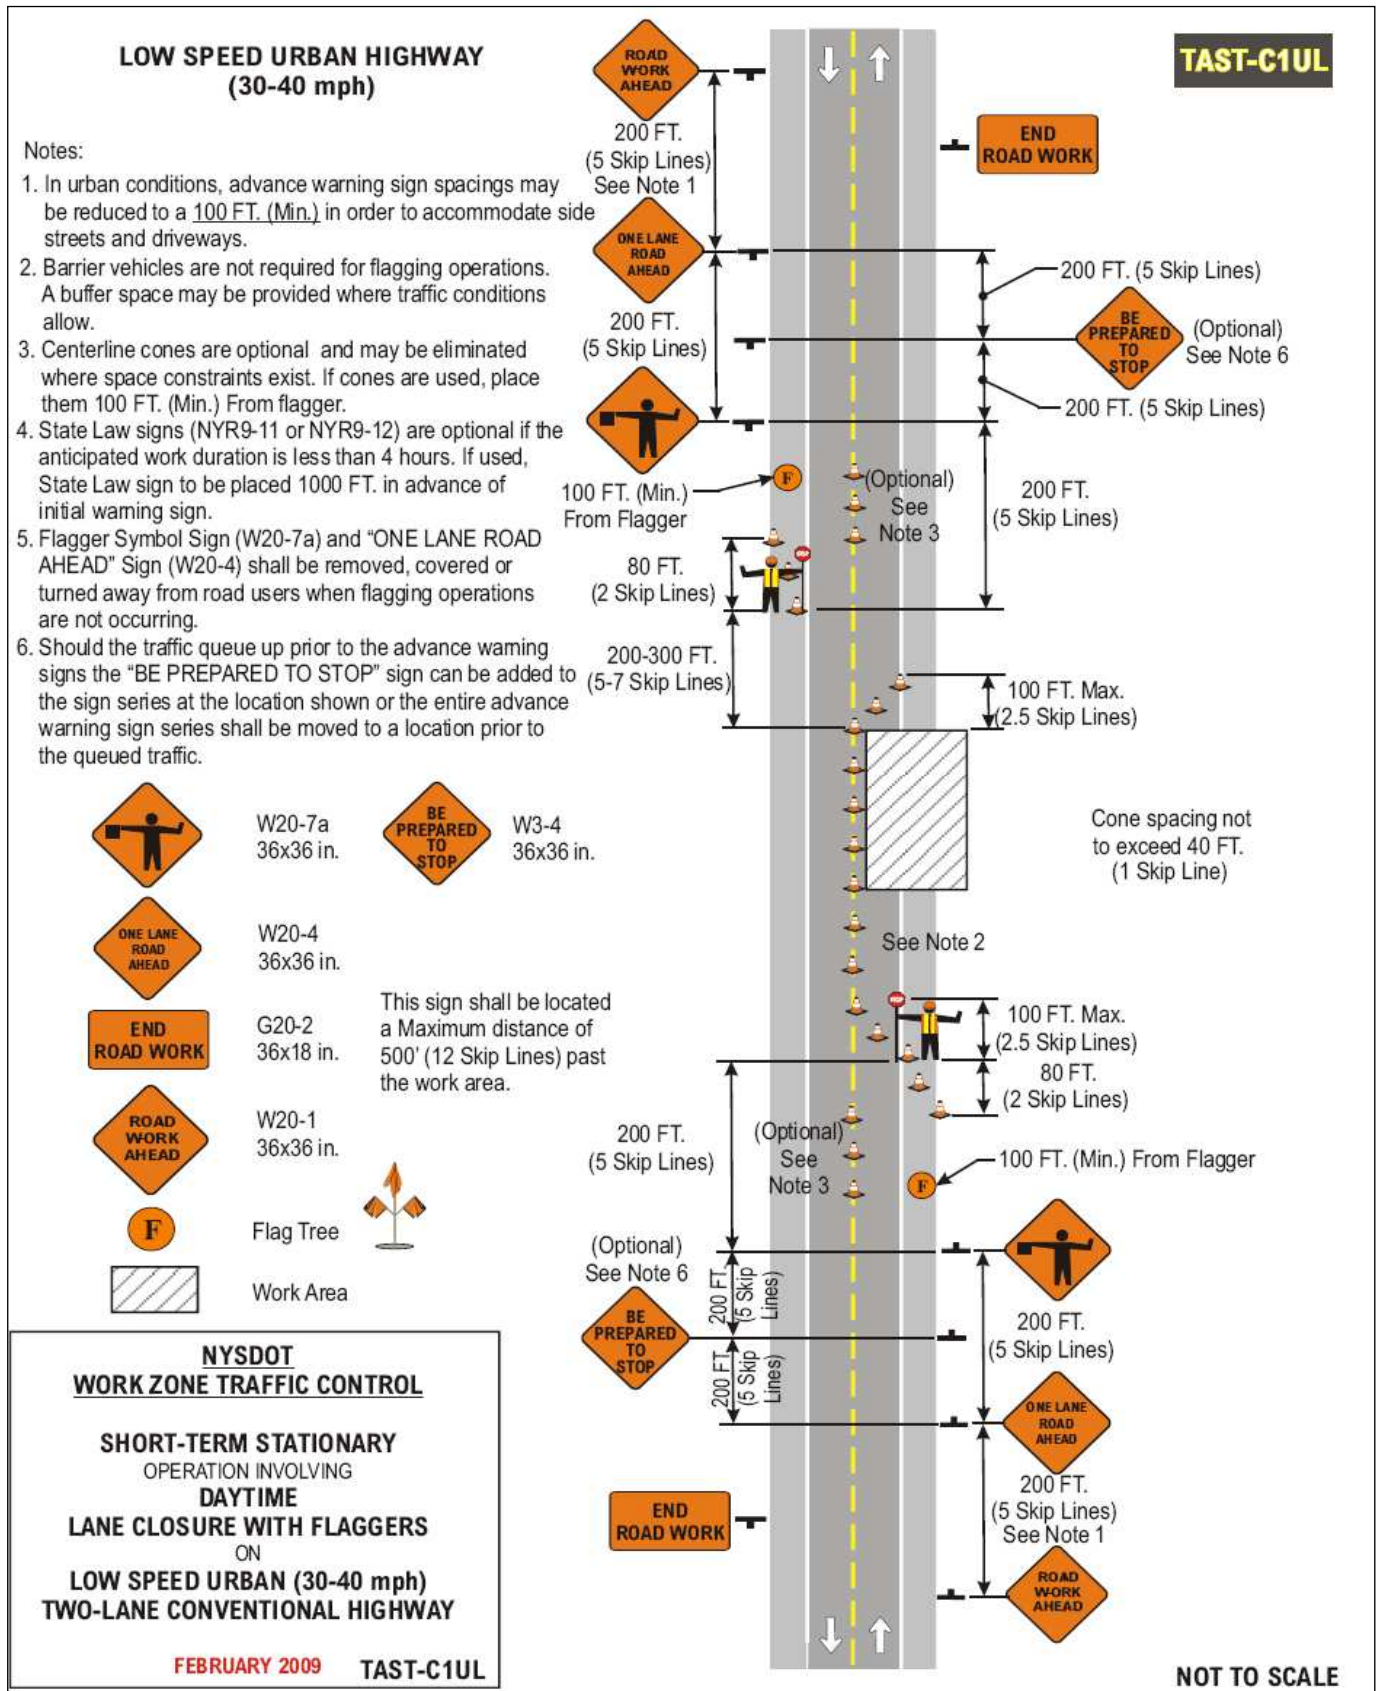 LOW SPEED URBAN HIGHWAY
(30-40 mph)
TAST-C1UL
Notes:
1. In urban conditions, advance warning sign spacings may
be reduced to a 100 FT. (Min.) in order to accommodate side
streets and driveways.
2. Barrier vehicles are not required for flagging operations.
A buffer space may be provided where traffic conditions
allow.
3. Centerline cones are optional and may be eliminated
where space constraints exist. If cones are used, place
them 100 FT. (Min.) From flagger.
4. State Law signs (NYR9-11 or NYR9-12) are optional if the
anticipated work duration is less than 4 hours. If used,
State Law sign to be placed 1000 FT. in advance of
initial warning sign.
5. Flagger Symbol Sign (W20-7a) and “ONE LANE ROAD
AHEAD” Sign (W20-4) shall be removed, covered or
turned away from road users when flagging operations
are not occurring.
6. Should the traffic queue up prior to the advance warning
signs the “BE PREPARED TO STOP” sign can be added to
the sign series at the location shown or the entire advance
warning sign series shall be moved to a location prior to
the queued traffic.
W20-7a
36x36 in.
BE
PREPARED
TO
STOP
W3-4
36x36 in.
ONE LANE
ROAD
AHEAD
W20-4
36x36 in.
END
ROAD WORK
G20-2
36x18 in.
This sign shall be located
a Maximum distance of
500' (12 Skip Lines) past
the work area.
ROAD
WORK
AHEAD
W20-1
36x36 in.
F
Flag Tree
Work Area
NYSDOT
WORK ZONE TRAFFIC CONTROL
SHORT-TERM STATIONARY
OPERATION INVOLVING
DAYTIME
LANE CLOSURE WITH FLAGGERS
ON
LOW SPEED URBAN (30-40 mph)
TWO-LANE CONVENTIONAL HIGHWAY
FEBRUARY 2009 TAST-C1UL
ROAD
WORK
AHEAD
200 FT.
(5 Skip Lines)
See Note 1
END
ROAD WORK
ONE LANE
ROAD
AHEAD
200 FT.
(5 Skip Lines)
200 FT. (5 Skip Lines)
BE
PREPARED
TO
STOP
(Optional)
See Note 6
200 FT. (5 Skip Lines)
F
100 FT. (Min.)
From Flagger
(Optional)
See
Note 3
200 FT.
(5 Skip Lines)
STOP
80 FT.
(2 Skip Lines)
200-300 FT.
(5-7 Skip Lines)
100 FT. Max.
(2.5 Skip Lines)
Cone spacing not
to exceed 40 FT.
(1 Skip Line)
See Note 2
STOP
100 FT. Max.
(2.5 Skip Lines)
80 FT.
(2 Skip Lines)
200 FT.
(5 Skip Lines)
(Optional)
See
Note 3
F
100 FT. (Min.) From Flagger
(Optional)
See Note 6
BE
PREPARED
TO
STOP
200 FT.
(5 Skip
Lines)
200 FT.
(5 Skip
Lines)
200 FT.
(5 Skip Lines)
ONE LANE
ROAD
AHEAD
200 FT.
(5 Skip Lines)
See Note 1
END
ROAD WORK
ROAD
WORK
AHEAD
NOT TO SCALE